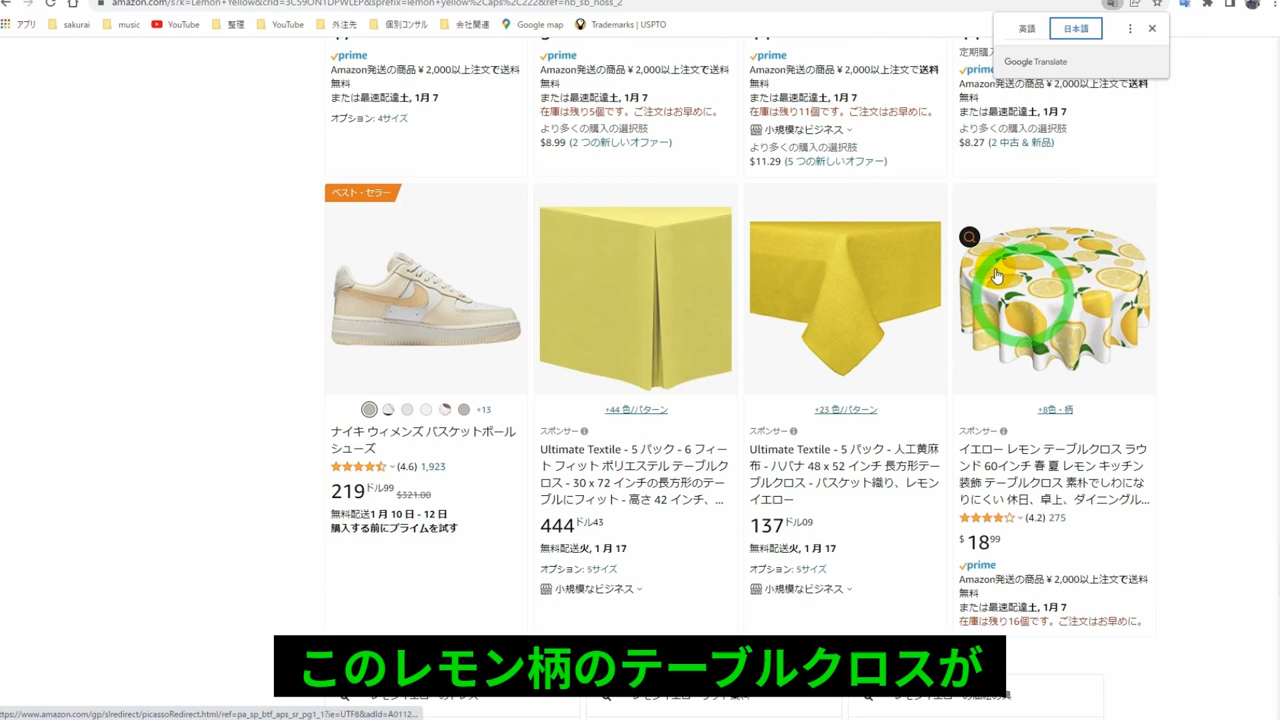 amazon.com/s?k=Lemon+Yellow&crid=3CS9ON1DPWLEP&sprefix=lemon+yellow%2Caps%2C222&ref=nb_sb_noss_2
アプリ sakurai music YouTube 整理 YouTube 外注先 個別コンサル 会社関連 Google map Trademarks | USPTO
英語 日本語
Google Translate
prime
Amazon発送の商品￥2,000以上注文で送料
無料
または最速配達土, 1月 7
オプション: 4サイズ
prime
Amazon発送の商品￥2,000以上注文で送料
無料
または最速配達土, 1月 7
在庫は残り5個です。ご注文はお早めに。
より多くの購入の選択肢
$8.99 (2 つの新しいオファー)
prime
Amazon発送の商品￥2,000以上注文で送料
無料
または最速配達土, 1月 7
在庫は残り11個です。ご注文はお早めに。
小規模なビジネス
より多くの購入の選択肢
$11.29 (5 つの新しいオファー)
定期購入
prime
Amazon発送の商品￥2,000以上注文で送料
無料
または最速配達土, 1月 7
在庫は残り16個です。ご注文はお早めに。
より多くの購入の選択肢
$8.27 (2 中古 & 新品)
ベスト・セラー
+13
ナイキ ウィメンズ バスケットボール
シューズ
(4.6) 1,923
219ドル99 $321.00
無料配送1 月 10 日 - 12 日
購入する前にプライムを試す
+44 色/パターン
スポンサー
Ultimate Textile - 5 パック - 6 フィー
ト フィット ポリエステル テーブルク
ロス - 30 x 72 インチの長方形のテー
ブルにフィット - 高さ 42 インチ、...
444ドル43
無料配送火, 1 月 17
オプション: 5サイズ
小規模なビジネス
+23 色/パターン
スポンサー
Ultimate Textile - 5 パック - 人工黄麻
布 - ハバナ 48 x 52 インチ 長方形テー
ブルクロス - バスケット織り、レモン
イエロー
137ドル09
無料配送火, 1 月 17
オプション: 5サイズ
小規模なビジネス
+8色・柄
スポンサー
イエロー レモン テーブルクロス ラウ
ンド 60インチ 春 夏 レモン キッチン
装飾 テーブルクロス 素朴でしわにな
りにくい 休日、卓上、ダイニングル...
(4.2) 275
$1899
prime
Amazon発送の商品￥2,000以上注文で送料
無料
または最速配達土, 1月 7
在庫は残り16個です。ご注文はお早めに。
このレモン柄のテーブルクロスが
https://www.amazon.com/gp/slredirect/picassoRedirect.html/ref=pa_sp_btf_aps_sr_pg1_1?ie=UTF8&adId=A0112...